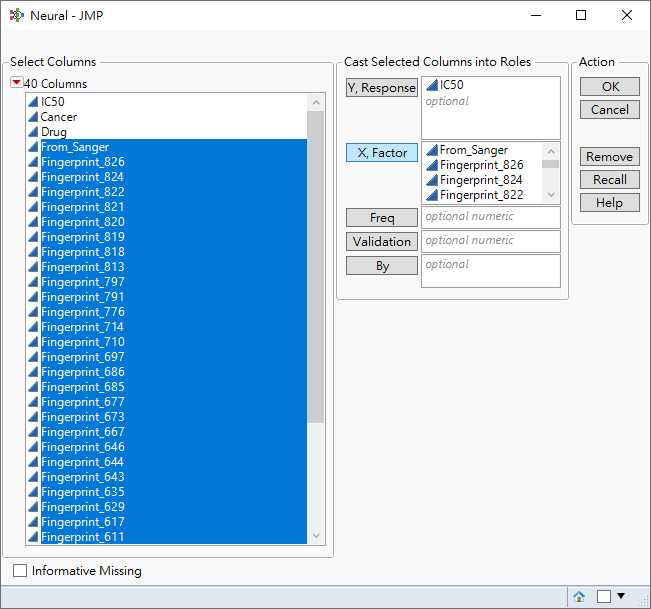 Neural - JMP
Select Columns
40 Columns
IC50
Cancer
Drug
From_Sanger
Fingerprint_826
Fingerprint_824
Fingerprint_822
Fingerprint_821
Fingerprint_820
Fingerprint_819
Fingerprint_818
Fingerprint_813
Fingerprint_797
Fingerprint_791
Fingerprint_776
Fingerprint_714
Fingerprint_710
Fingerprint_697
Fingerprint_686
Fingerprint_685
Fingerprint_677
Fingerprint_673
Fingerprint_667
Fingerprint_646
Fingerprint_644
Fingerprint_643
Fingerprint_635
Fingerprint_629
Fingerprint_617
Fingerprint_611
Informative Missing
Cast Selected Columns into Roles
Y, Response
IC50
optional
X, Factor
From_Sanger
Fingerprint_826
Fingerprint_824
Fingerprint_822
Freq
optional numeric
Validation
optional numeric
By
optional
Action
OK
Cancel
Remove
Recall
Help